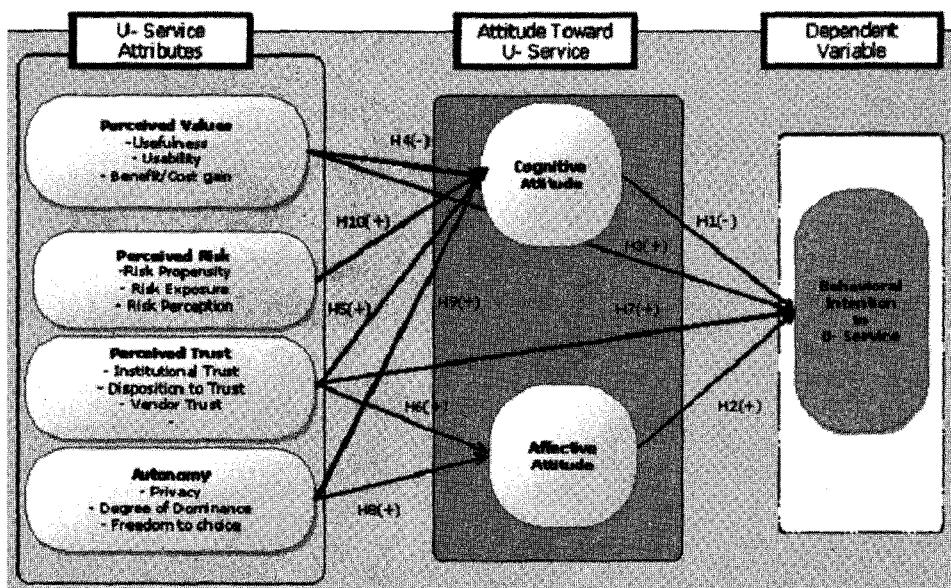 U- Service
Attributes
Attitude Toward
U- Service
Dependent
Variable
Perceived Values
- Usefulness
- Usability
- Benefit/Cost gain
Perceived Risk
-Risk Propensity
- Risk Exposure
- Risk Perception
Perceived Trust
- Institutional Trust
- Disposition to Trust
- Vendor Trust
-
Autonomy
- Privacy
- Degree of Dominance
- Freedom to choice
H4(-)
H10(+)
H5(+)
H9(+)
H6(+)
H8(+)
Cognitive
Attitude
Affective
Attitude
H1(-)
H3(+)
H7(+)
H2(+)
Behavioral
Intention
to
U- Service